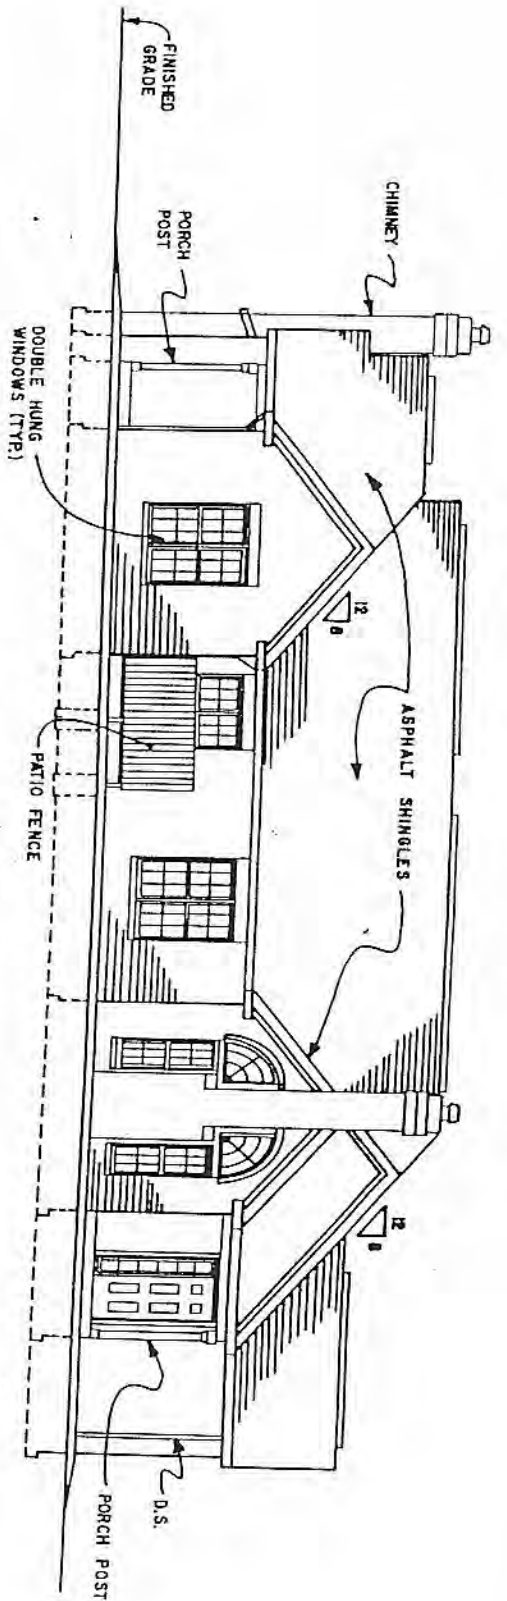 CHIMNEY
ASPHALT SHINGLES
12
8
12
8
FINISHED
GRADE
PORCH
POST
DOUBLE HUNG
WINDOWS (TYP.)
PATIO FENCE
D.S.
PORCH POST